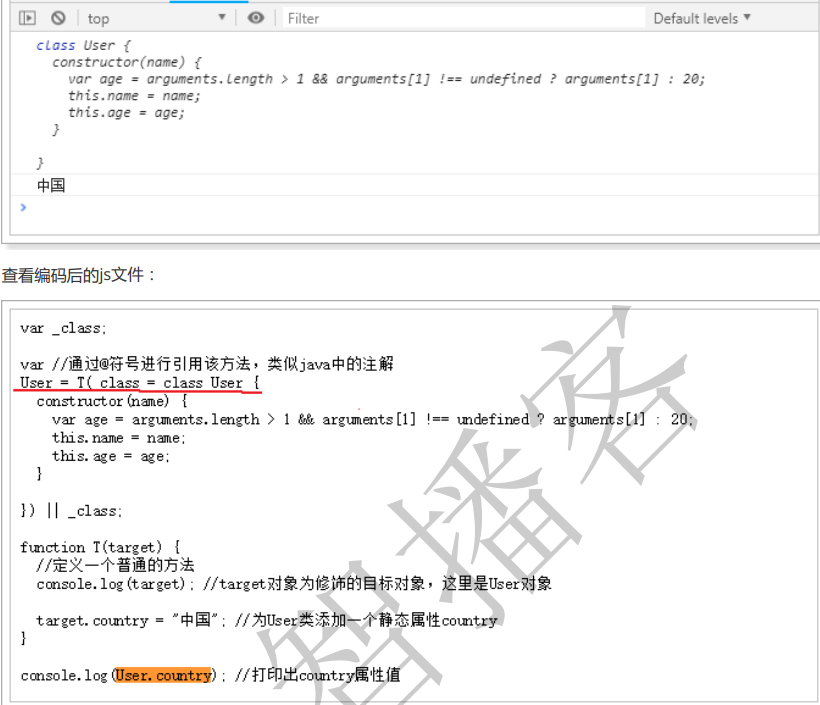 top Filter Default levels
class User {
constructor(name) {
var age = arguments.length > 1 && arguments[1] !== undefined ? arguments[1] : 20;
this.name = name;
this.age = age;
}
}
中国
查看编码后的js文件：
var _class;
var //通过@符号进行引用该方法，类似java中的注解
User = T(_class = class User {
constructor(name) {
var age = arguments.length > 1 && arguments[1] !== undefined ? arguments[1] : 20;
this.name = name;
this.age = age;
}
}) || _class;
function T(target) {
//定义一个普通的方法
console.log(target); //target对象为修饰的目标对象，这里是User对象
target.country = "中国"; //为User类添加一个静态属性country
}
console.log(User.country); //打印出country属性值
智播客